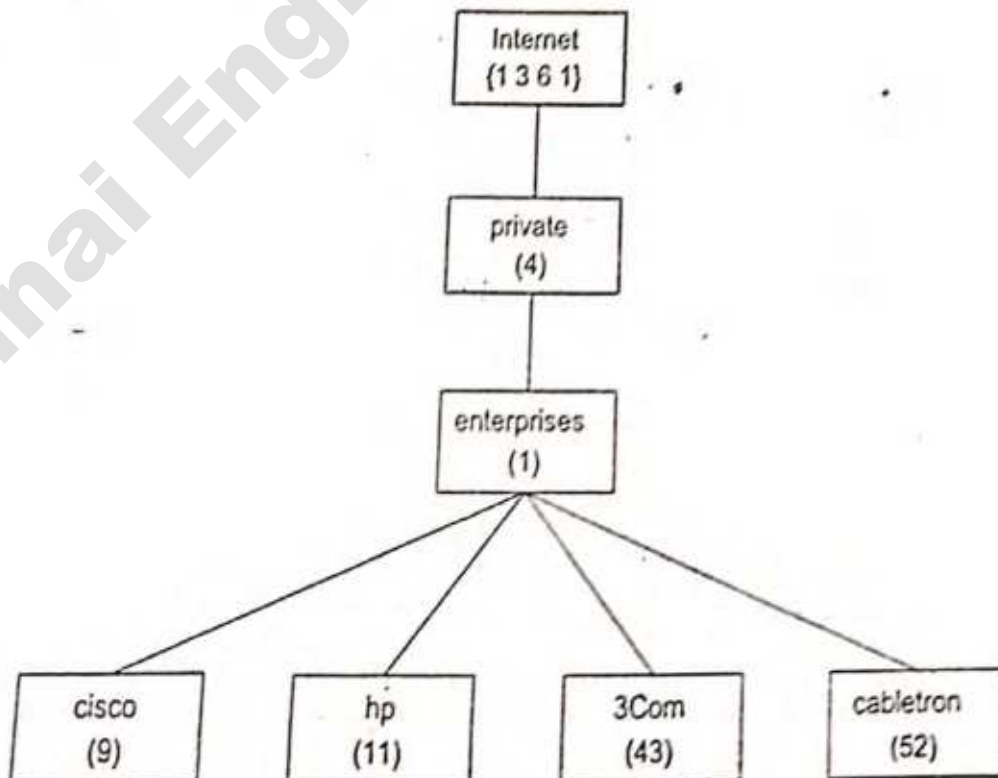 Internet
{1 3 6 1}
private
(4)
enterprises
(1)
cisco
(9)
hp
(11)
3Com
(43)
cabletron
(52)